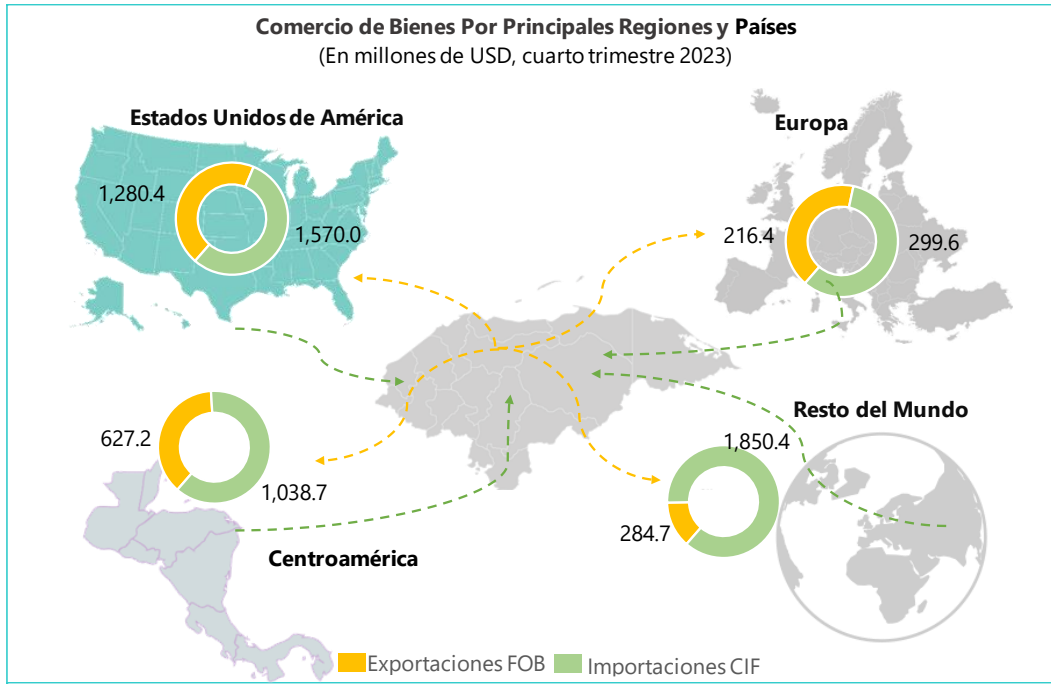 Comercio de Bienes Por Principales Regiones y Países
(En millones de USD, cuarto trimestre 2023)
Estados Unidos de América
1,280.4
1,570.0
Europa
216.4
299.6
627.2
1,038.7
Centroamérica
Resto del Mundo
1,850.4
284.7
Exportaciones FOB
Importaciones CIF